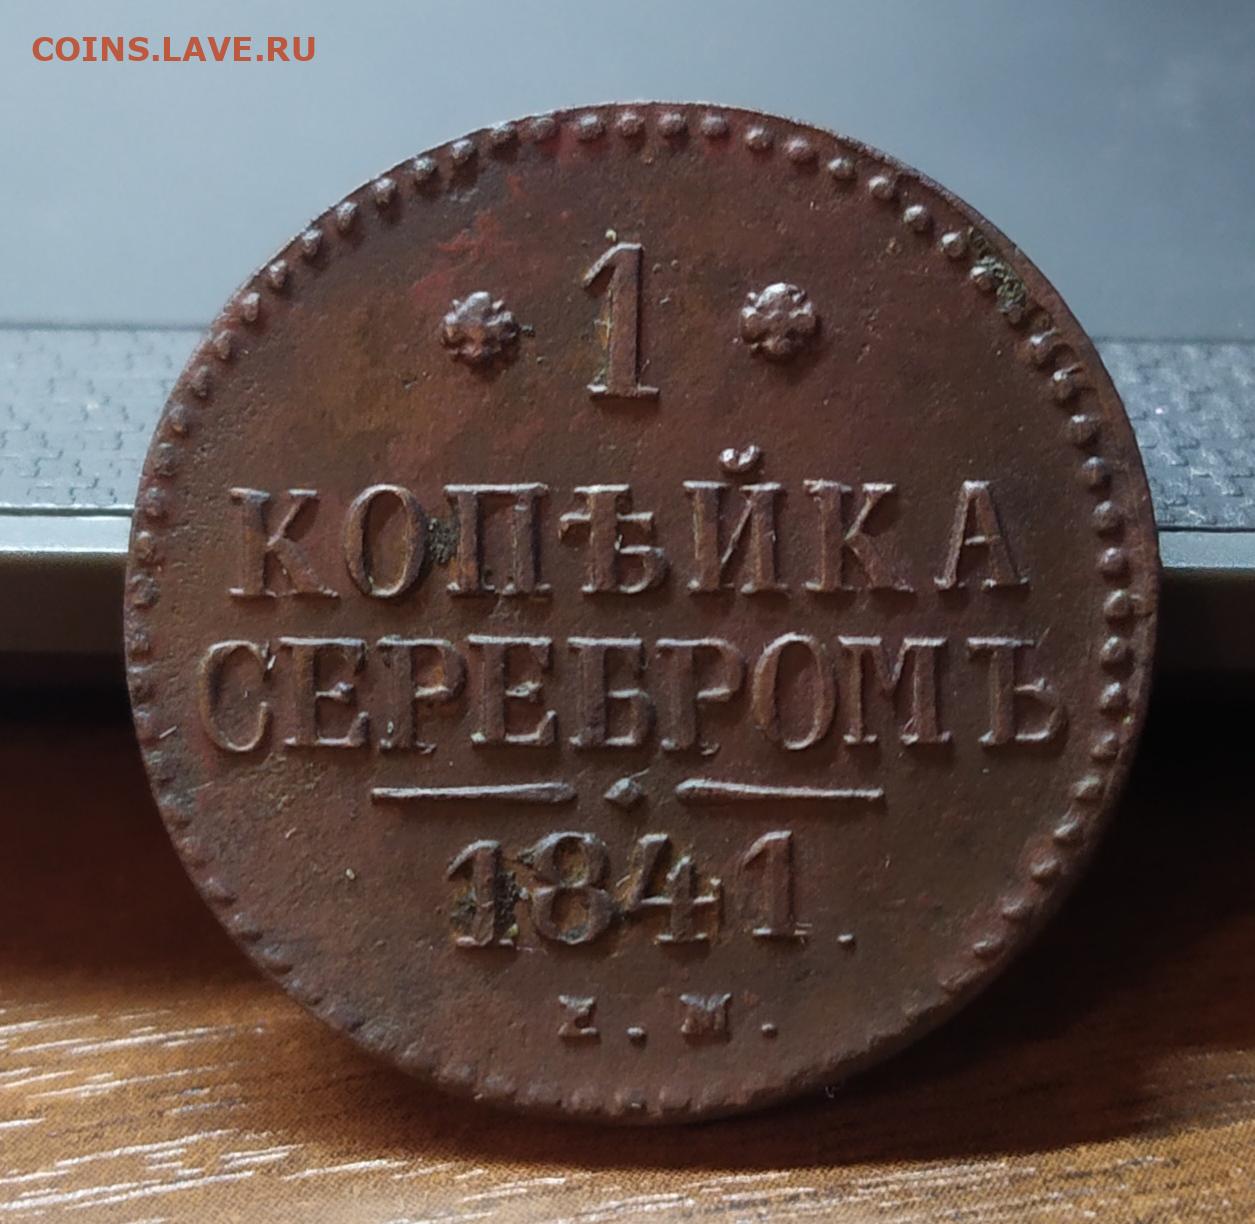 COINS.LAVE.RU
1
КОПѢЙКА
СЕРЕБРОМЪ
1841.
Е.М.